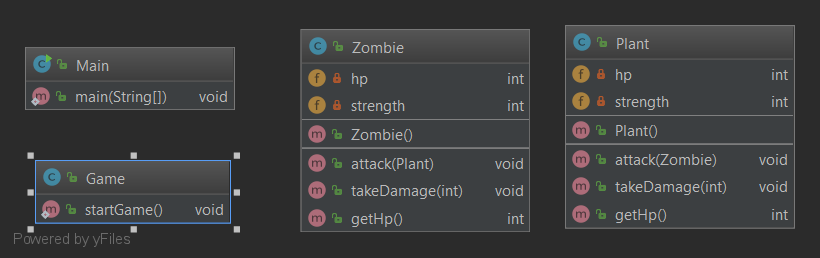 Main
main(String[]) void
Game
startGame() void
Zombie
hp int
strength int
Zombie()
attack(Plant) void
takeDamage(int) void
getHp() int
Plant
hp int
strength int
Plant()
attack(Zombie) void
takeDamage(int) void
getHp() int
Powered by yFiles